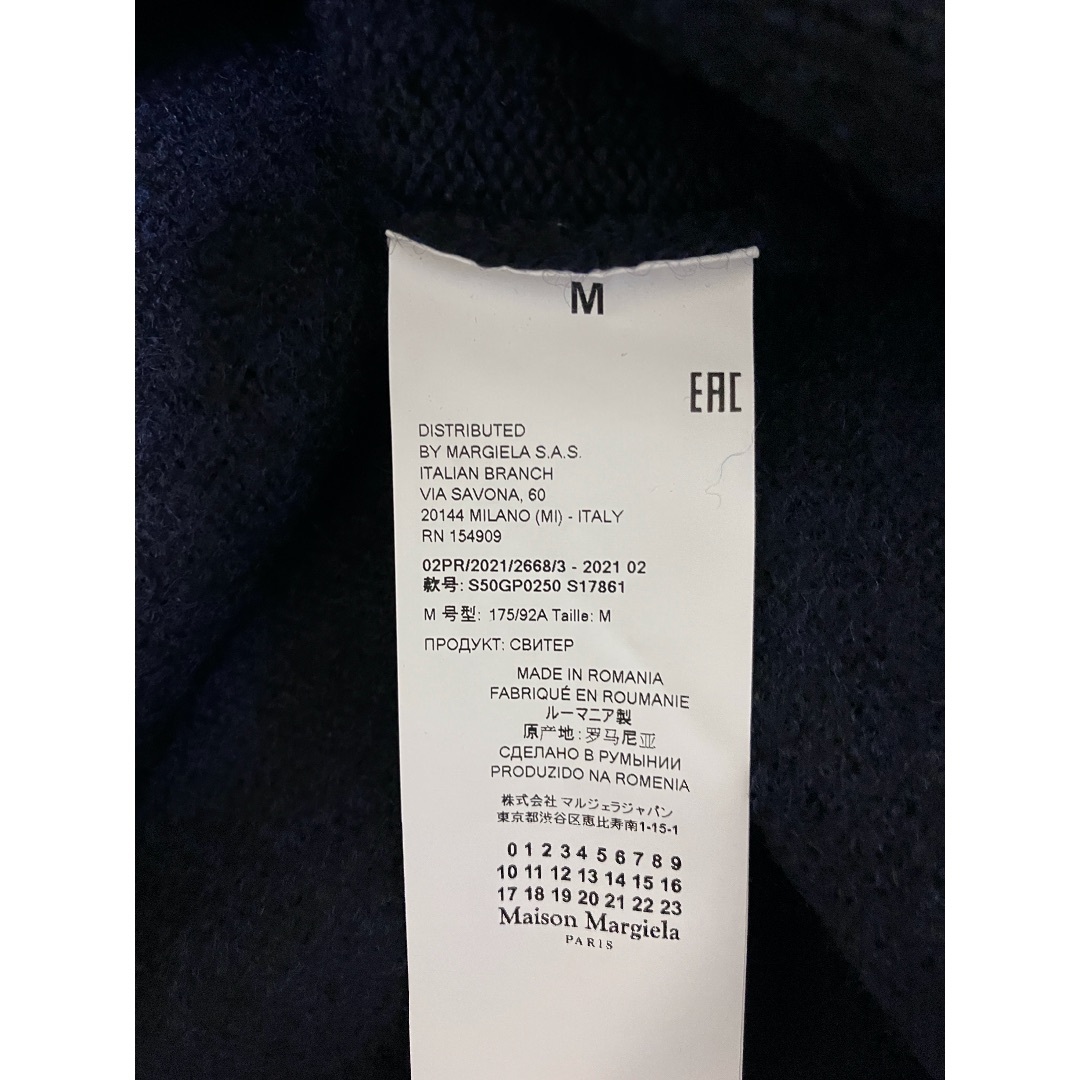 M
EAC
DISTRIBUTED
BY MARGIELA S.A.S.
ITALIAN BRANCH
VIA SAVONA, 60
20144 MILANO (MI) - ITALY
RN 154909
02PR/2021/2668/3 - 2021 02
款号: S50GP0250 S17861
M 号型: 175/92A Taille: M
ПРОДУКТ: СВИТЕР
MADE IN ROMANIA
FABRIQUÉ EN ROUMANIE
ルーマニア製
原产地: 罗马尼亚
СДЕЛАНО В РУМЫНИИ
PRODUZIDO NA ROMENIA
株式会社 マルジェラジャパン
東京都渋谷区恵比寿南1-15-1
0 1 2 3 4 5 6 7 8 9
10 11 12 13 14 15 16
17 18 19 20 21 22 23
Maison Margiela
PARIS